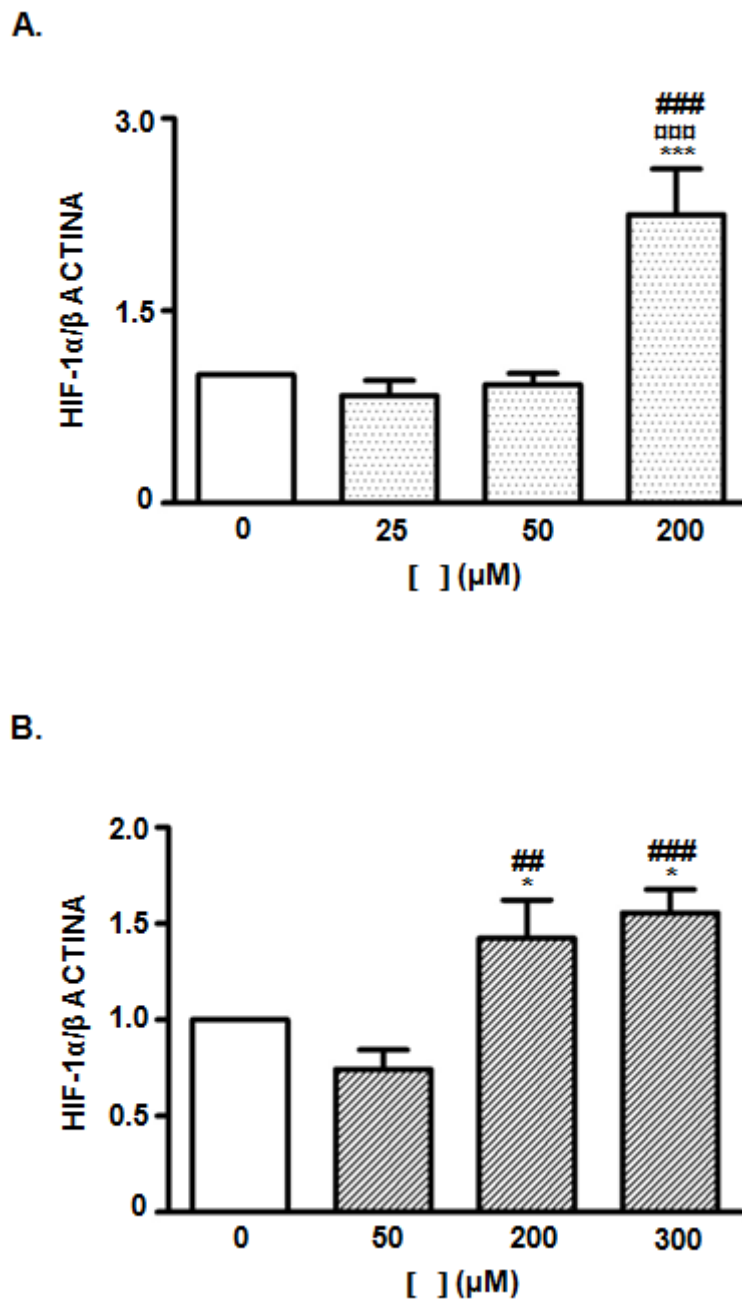 A.
###
¤¤¤
***
3.0
1.5
0
HIF-1α/β ACTINA
0 25 50 200
[ ] (µM)
B.
## ###
* *
2.0
1.5
1.0
0.5
0
HIF-1α/β ACTINA
0 50 200 300
[ ] (µM)